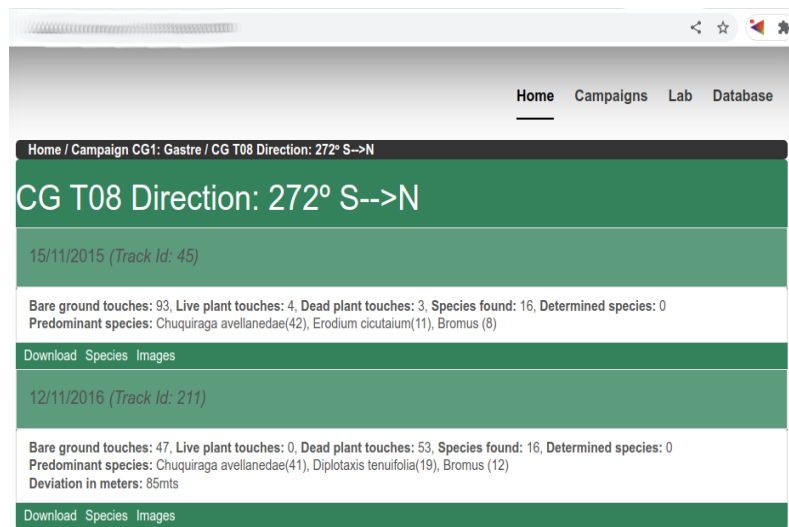 Home Campaigns Lab Database
Home / Campaign CG1: Gastre / CG T08 Direction: 272º S-->N
CG T08 Direction: 272º S-->N
15/11/2015 (Track Id: 45)
Bare ground touches: 93, Live plant touches: 4, Dead plant touches: 3, Species found: 16, Determined species: 0
Predominant species: Chuquiraga avellanedae(42), Erodium cicutaium(11), Bromus (8)
Download Species Images
12/11/2016 (Track Id: 211)
Bare ground touches: 47, Live plant touches: 0, Dead plant touches: 53, Species found: 16, Determined species: 0
Predominant species: Chuquiraga avellanedae(41), Diplotaxis tenuifolia(19), Bromus (12)
Deviation in meters: 85mts
Download Species Images